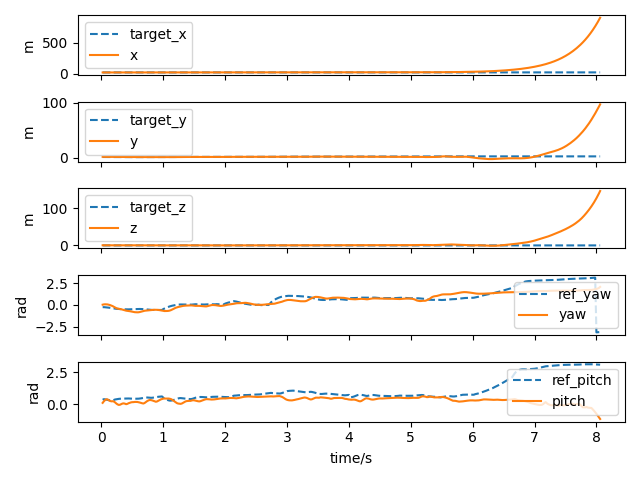 m
500
0
target_x
x
m
100
0
target_y
y
m
100
0
target_z
z
rad
2.5
0.0
−2.5
ref_yaw
yaw
rad
2.5
0.0
ref_pitch
pitch
0 1 2 3 4 5 6 7 8
time/s